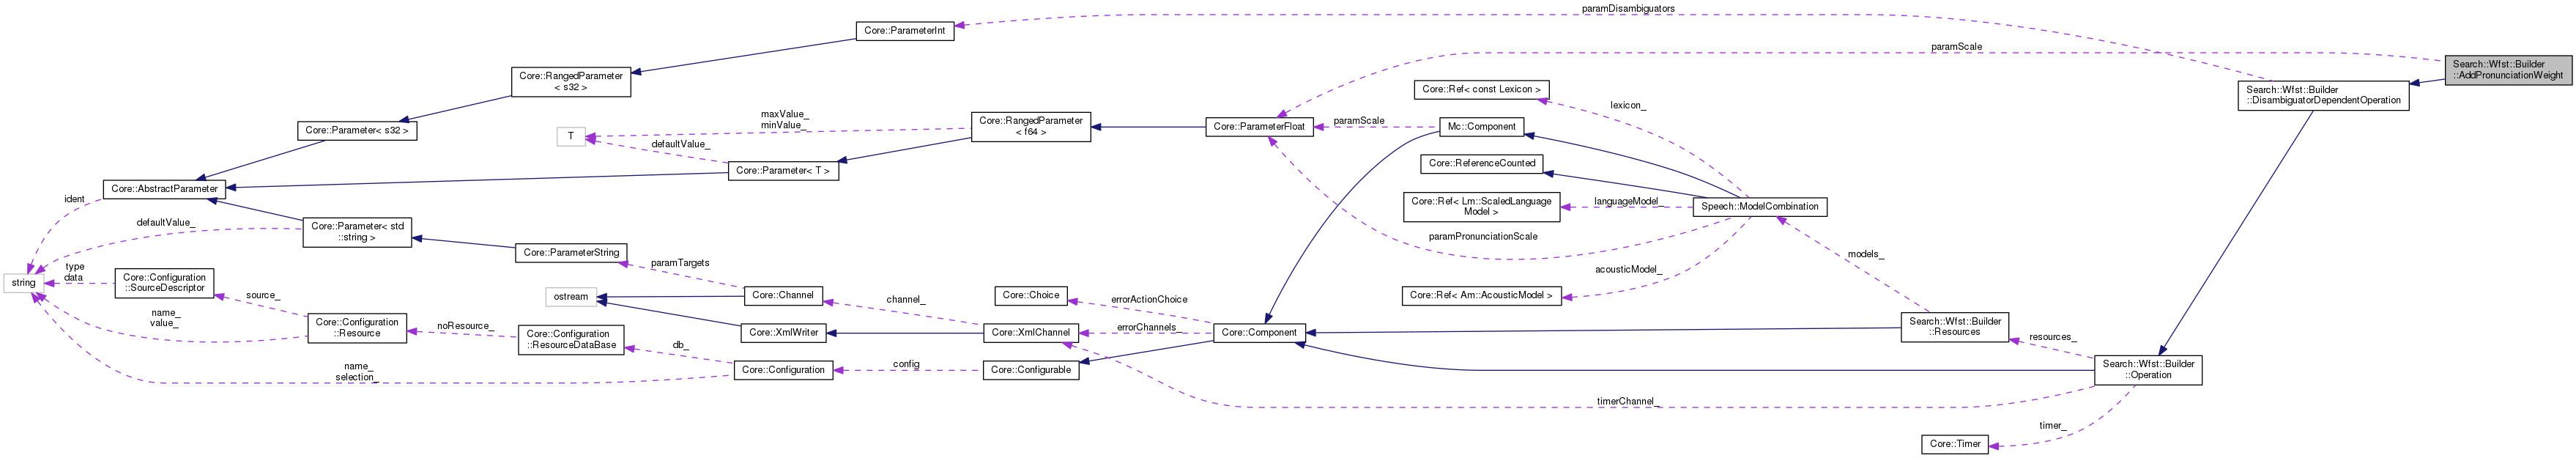 paramDisambiguators
Core::ParameterInt
paramScale
Search::Wfst::Builder
::AddPronunciationWeight
Core::RangedParameter
< s32 >
Core::Ref< const Lexicon >
lexicon_
Search::Wfst::Builder
::DisambiguatorDependentOperation
maxValue_
minValue_
Core::RangedParameter
< f64 >
Core::ParameterFloat
paramScale
Mc::Component
Core::Parameter< s32 >
T
defaultValue_
Core::Parameter< T >
Core::ReferenceCounted
Core::AbstractParameter
ident
Core::Ref< Lm::ScaledLanguage
Model >
languageModel_
Speech::ModelCombination
defaultValue_
Core::Parameter< std
::string >
paramPronunciationScale
Core::ParameterString
models_
paramTargets
acousticModel_
type
data
Core::Configuration
::SourceDescriptor
string
source_
ostream
Core::Channel
channel_
Core::Choice
errorActionChoice
Core::Ref< Am::AcousticModel >
name_
value_
Core::Configuration
::Resource
noResource_
Core::Configuration
::ResourceDataBase
Core::XmlWriter
Core::XmlChannel
errorChannels_
Core::Component
Search::Wfst::Builder
::Resources
resources_
db_
name_
selection_
Core::Configuration
config
Core::Configurable
Search::Wfst::Builder
::Operation
timerChannel_
timer_
Core::Timer